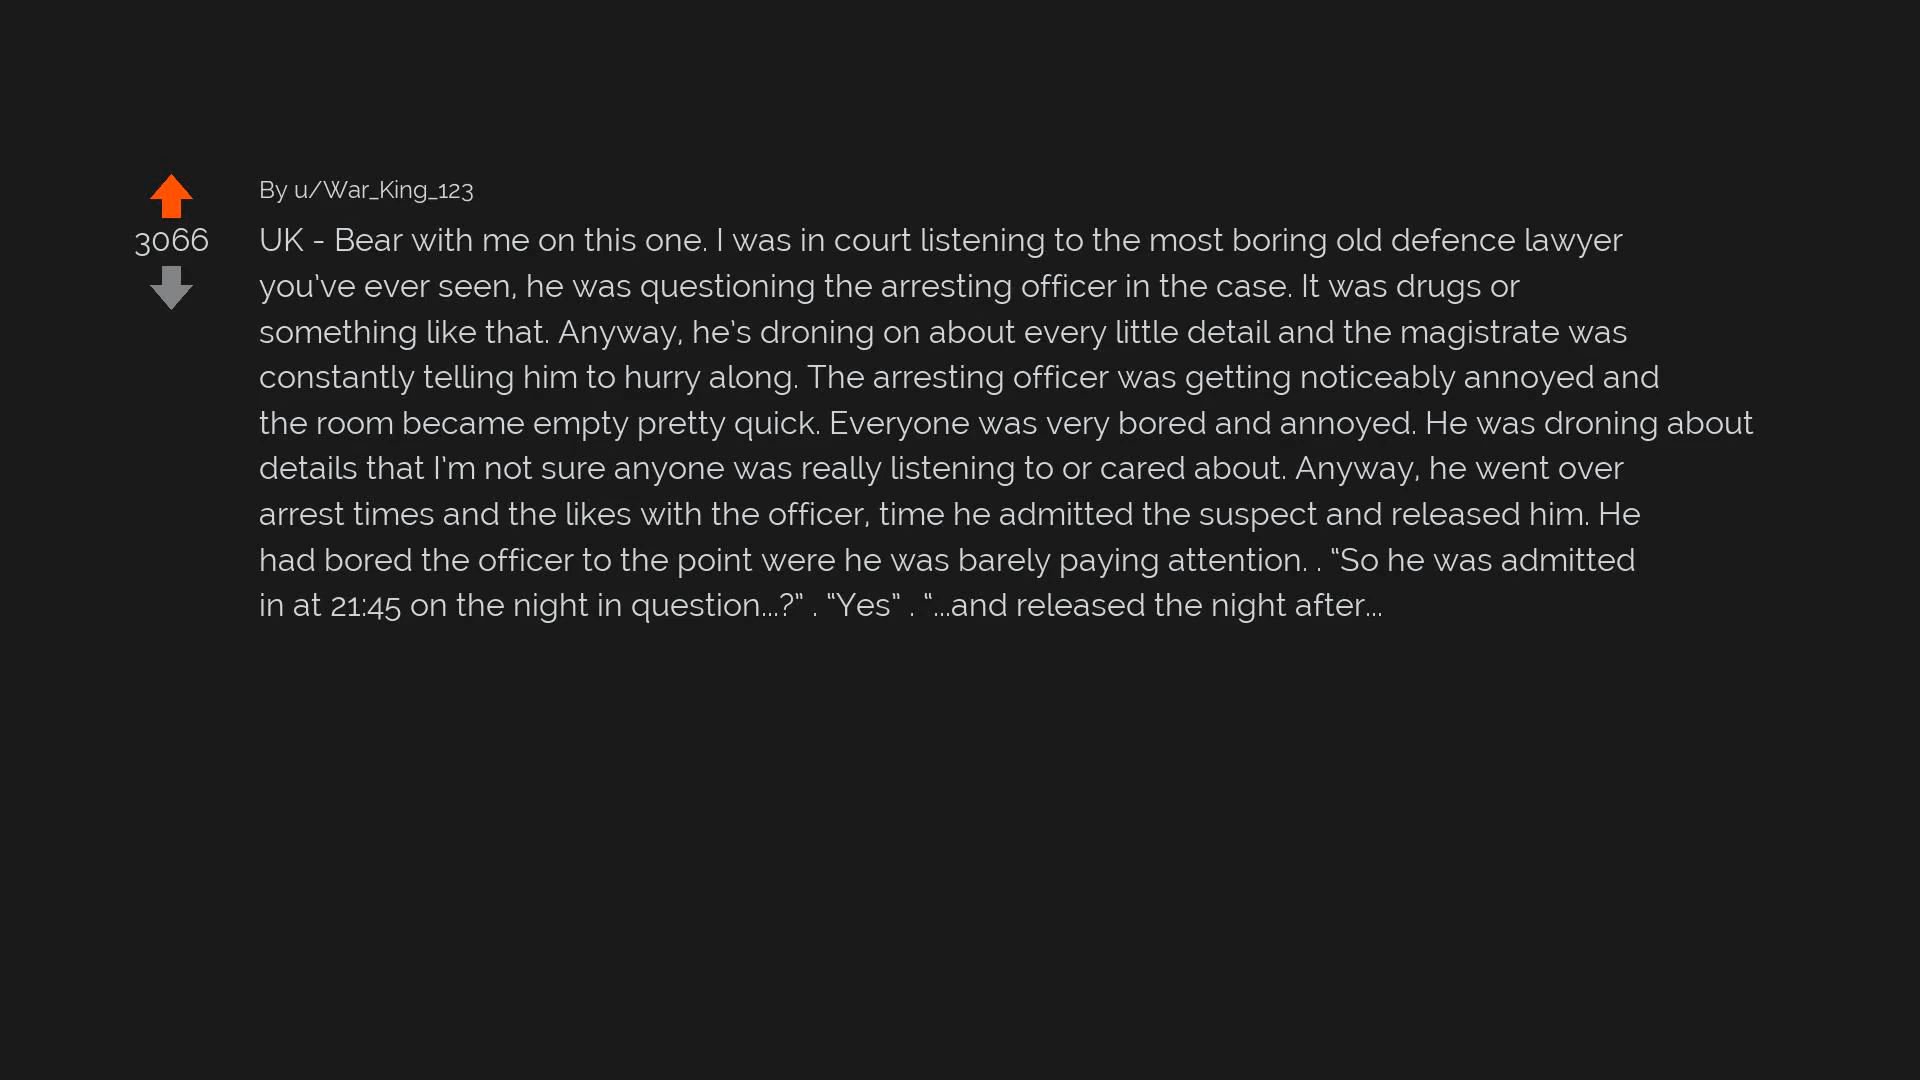 By u/War_King_123
3066
UK - Bear with me on this one. I was in court listening to the most boring old defence lawyer
you’ve ever seen, he was questioning the arresting officer in the case. It was drugs or
something like that. Anyway, he’s droning on about every little detail and the magistrate was
constantly telling him to hurry along. The arresting officer was getting noticeably annoyed and
the room became empty pretty quick. Everyone was very bored and annoyed. He was droning about
details that I’m not sure anyone was really listening to or cared about. Anyway, he went over
arrest times and the likes with the officer, time he admitted the suspect and released him. He
had bored the officer to the point were he was barely paying attention. . “So he was admitted
in at 21:45 on the night in question...?” . “Yes” . “...and released the night after...